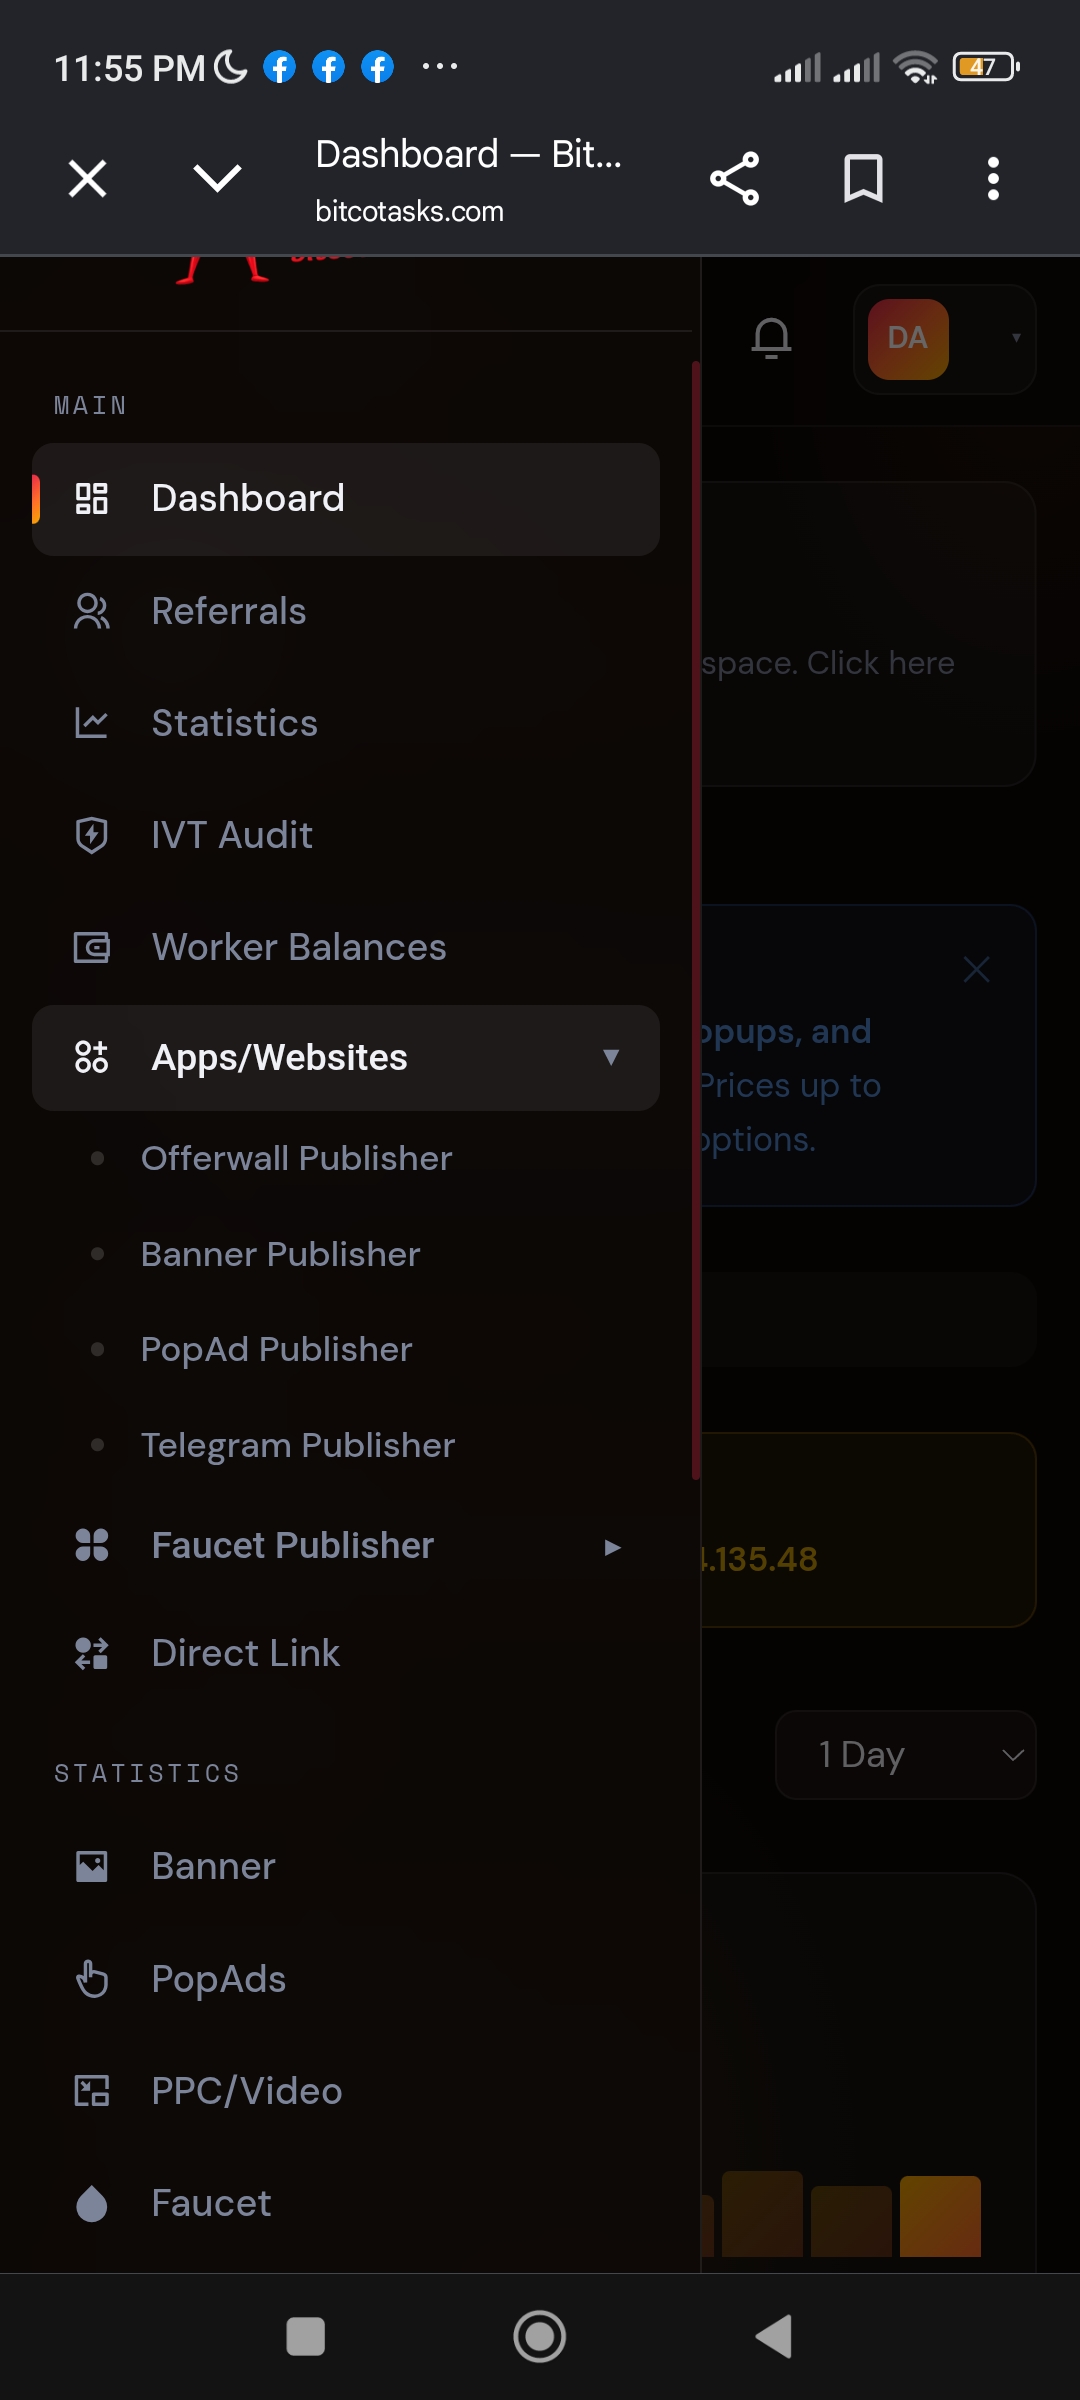 11:55 PM
47
Dashboard — Bit...
bitcotasks.com
DA
MAIN
Dashboard
Referrals
space. Click here
Statistics
IVT Audit
Worker Balances
opups, and
Apps/Websites
Prices up to
options.
Offerwall Publisher
Banner Publisher
PopAd Publisher
Telegram Publisher
Faucet Publisher
4.135.48
Direct Link
1 Day
STATISTICS
Banner
PopAds
PPC/Video
Faucet